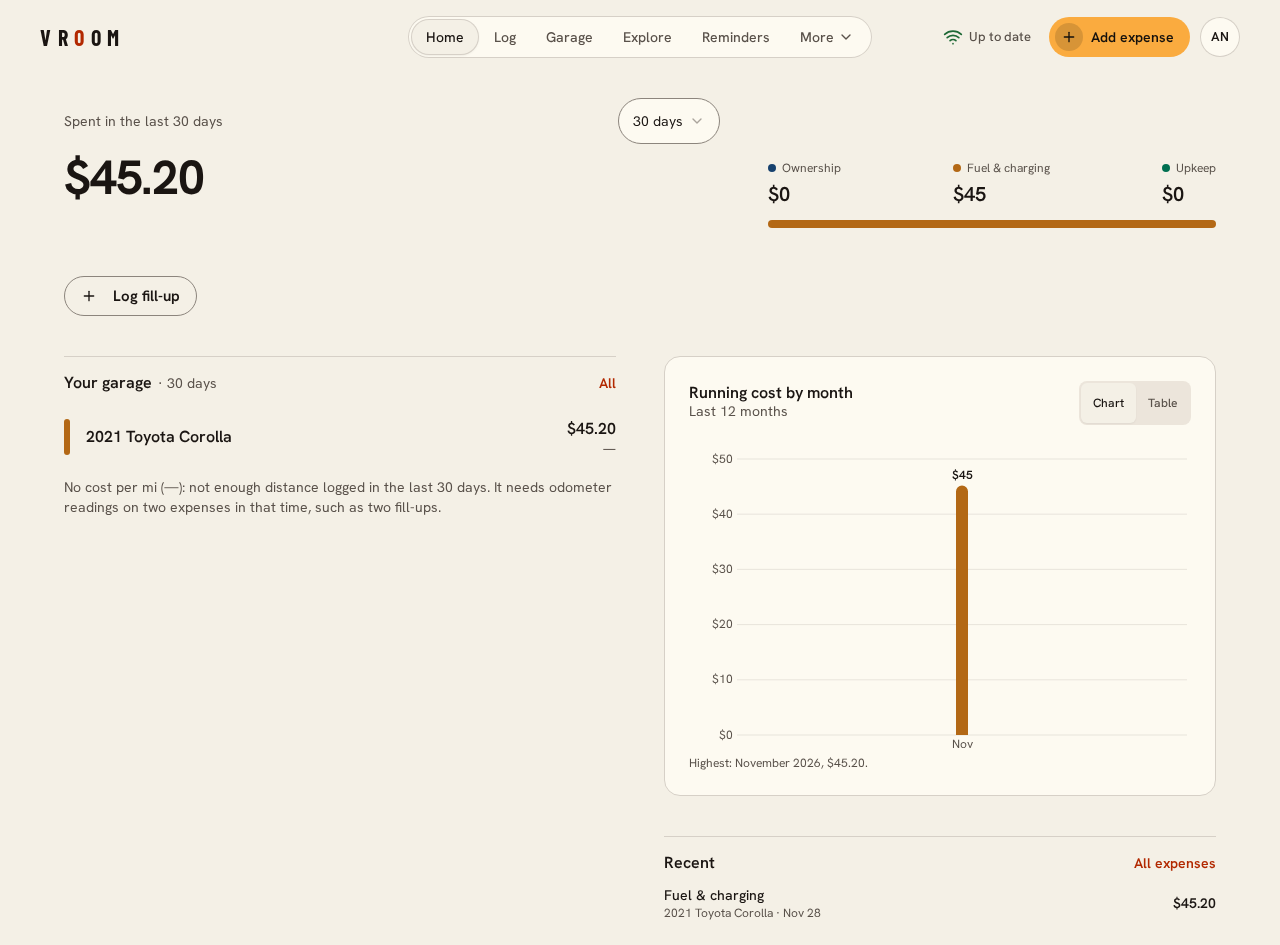 VROOM
Home Log Garage Explore Reminders More
Up to date
Add expense
AN
Spent in the last 30 days
30 days
$45.20
Ownership
$0
Fuel & charging
$45
Upkeep
$0
Log fill-up
Your garage · 30 days
All
2021 Toyota Corolla
$45.20
—
No cost per mi (—): not enough distance logged in the last 30 days. It needs odometer
readings on two expenses in that time, such as two fill-ups.
Running cost by month
Last 12 months
Chart Table
$50
$45
$40
$30
$20
$10
$0
Nov
Highest: November 2026, $45.20.
Recent
All expenses
Fuel & charging
2021 Toyota Corolla · Nov 28
$45.20